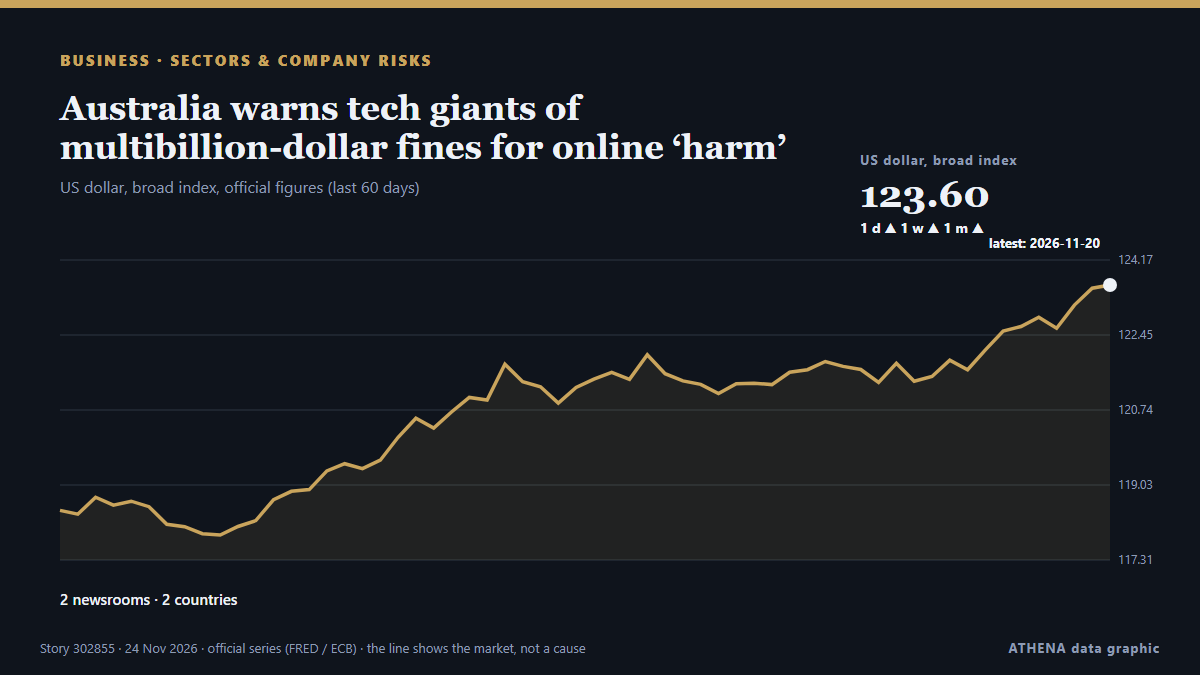 BUSINESS · SECTORS & COMPANY RISKS
Australia warns tech giants of
multibillion-dollar fines for online ‘harm’
US dollar, broad index, official figures (last 60 days)
US dollar, broad index
123.60
1 d ▲ 1 w ▲ 1 m ▲
latest: 2026-11-20
124.17
122.45
120.74
119.03
117.31
2 newsrooms · 2 countries
Story 302855 · 24 Nov 2026 · official series (FRED / ECB) · the line shows the market, not a cause
ATHENA data graphic